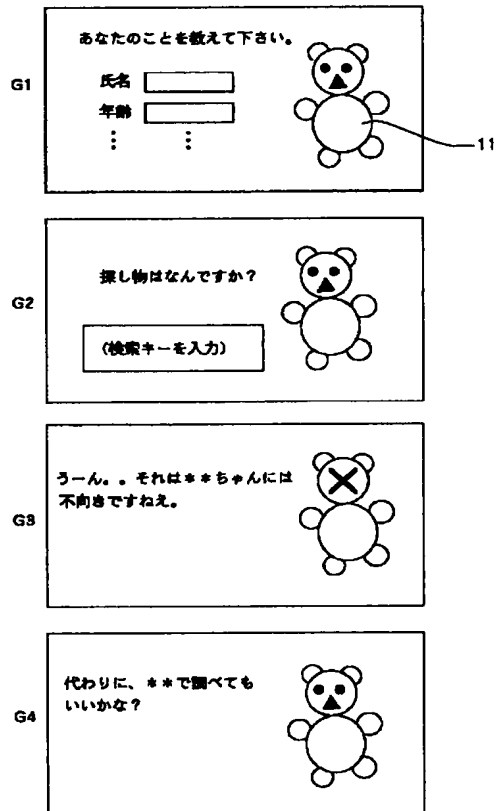 G1
あなたのことを教えて下さい。
氏名
年齢
⋮ ⋮
11
G2
探し物はなんですか？
（検索キーを入力）
G3
うーん。。それは＊＊ちゃんには
不向きですねえ。
G4
代わりに、＊＊で調べても
いいかな？